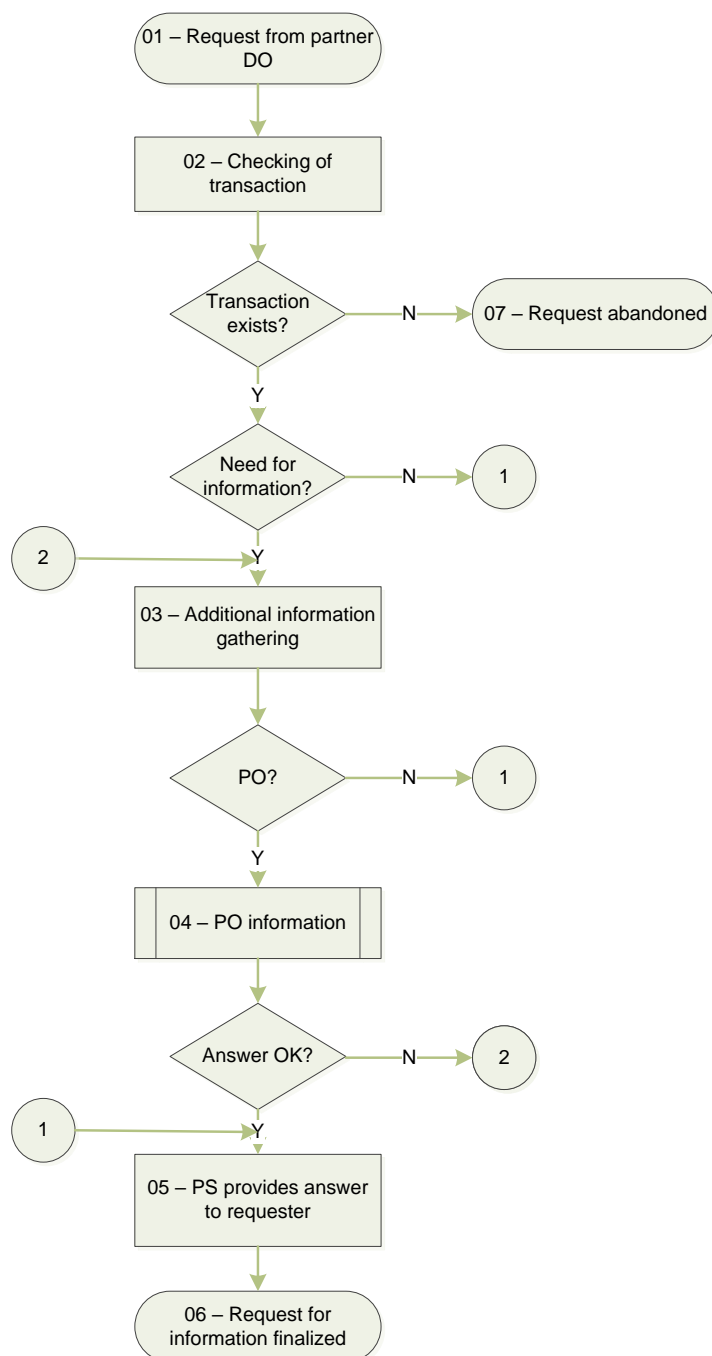 01 – Request from partner
DO
02 – Checking of
transaction
Transaction
exists?
N
07 – Request abandoned
Y
Need for
information?
N
1
2
Y
03 – Additional information
gathering
PO?
N
1
Y
04 – PO information
Answer OK?
N
2
1
Y
05 – PS provides answer
to requester
06 – Request for
information finalized